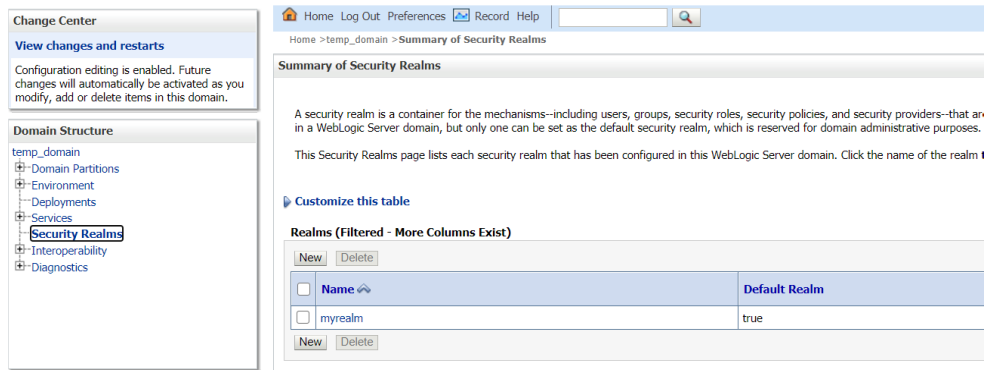 Change Center
View changes and restarts
Configuration editing is enabled. Future
changes will automatically be activated as you
modify, add or delete items in this domain.
Domain Structure
temp_domain
Domain Partitions
Environment
Deployments
Services
Security Realms
Interoperability
Diagnostics
Home Log Out Preferences Record Help
Home >temp_domain >Summary of Security Realms
Summary of Security Realms
A security realm is a container for the mechanisms--including users, groups, security roles, security policies, and security providers--that are
in a WebLogic Server domain, but only one can be set as the default security realm, which is reserved for domain administrative purposes.
This Security Realms page lists each security realm that has been configured in this WebLogic Server domain. Click the name of the realm
Customize this table
Realms (Filtered - More Columns Exist)
New Delete
Name Default Realm
myrealm true
New Delete